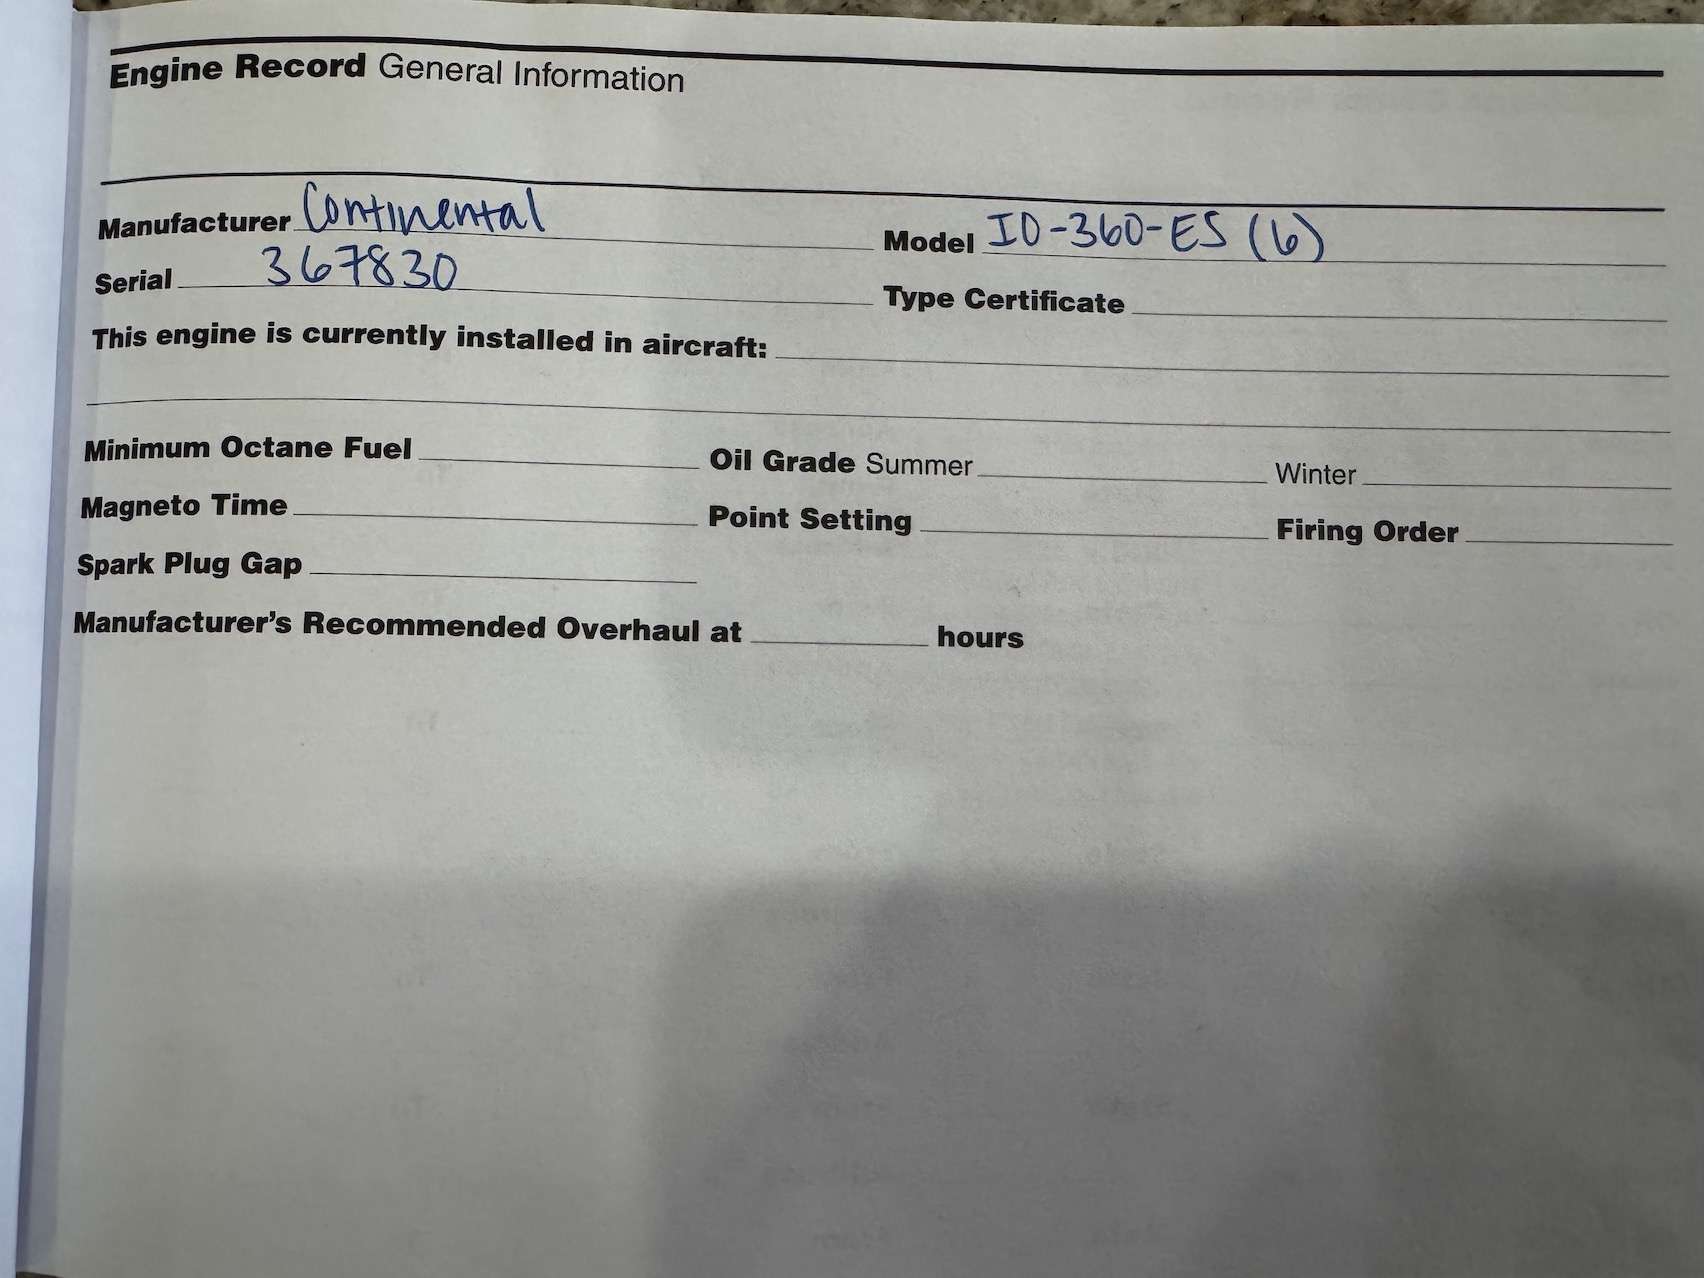 Engine Record General Information
Manufacturer Continental Model IO-360-ES (6)
Serial 367830 Type Certificate
This engine is currently installed in aircraft:
Minimum Octane Fuel Oil Grade Summer Winter
Magneto Time Point Setting Firing Order
Spark Plug Gap
Manufacturer's Recommended Overhaul at hours